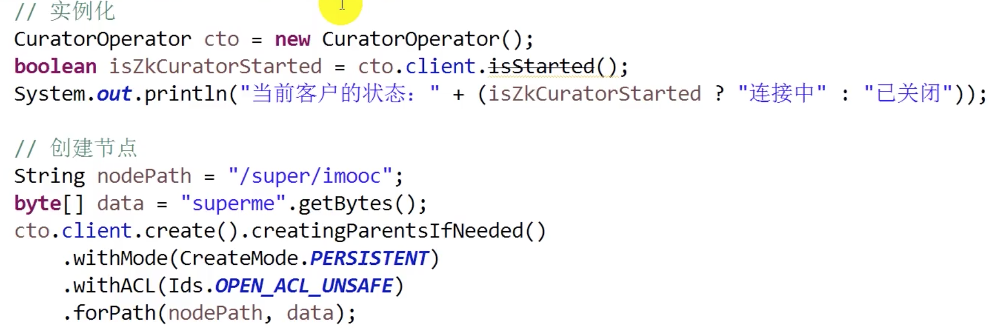 // 实例化
CuratorOperator cto = new CuratorOperator();
boolean isZkCuratorStarted = cto.client.isStarted();
System.out.println("当前客户的状态：" + (isZkCuratorStarted ? "连接中" : "已关闭"));
// 创建节点
String nodePath = "/super/imooc";
byte[] data = "superme".getBytes();
cto.client.create().creatingParentsIfNeeded()
.withMode(CreateMode.PERSISTENT)
.withACL(Ids.OPEN_ACL_UNSAFE)
.forPath(nodePath, data);